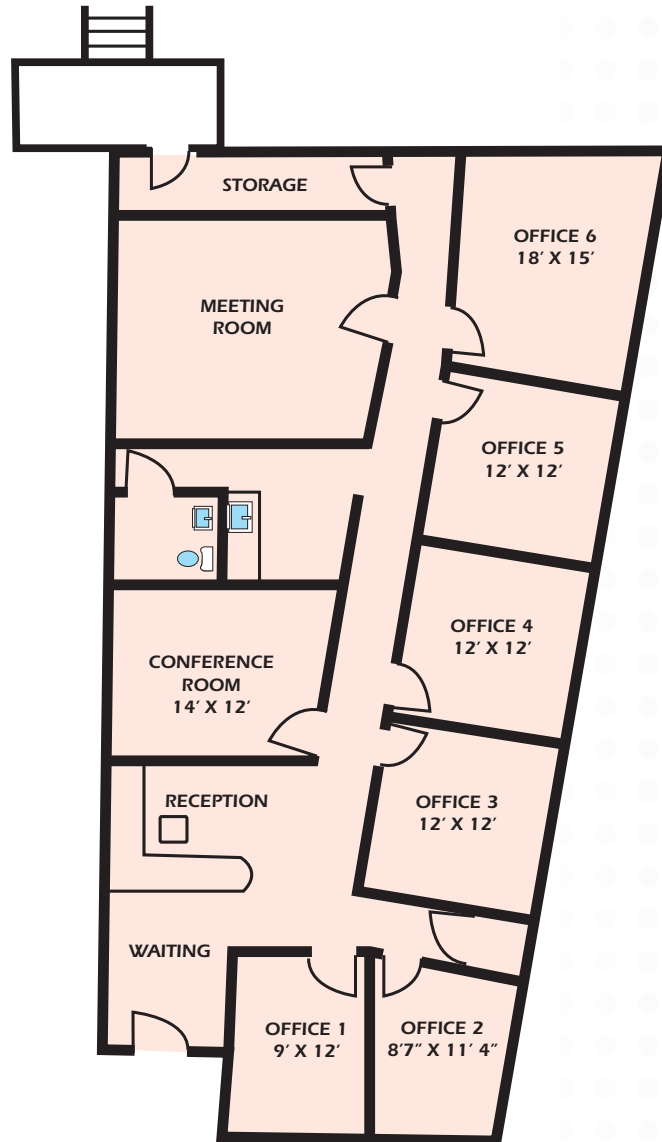 STORAGE
OFFICE 6
18’ X 15’
MEETING
ROOM
OFFICE 5
12’ X 12’
OFFICE 4
12’ X 12’
CONFERENCE
ROOM
14’ X 12’
RECEPTION
OFFICE 3
12’ X 12’
WAITING
OFFICE 1
9’ X 12’
OFFICE 2
8’7” X 11’ 4”